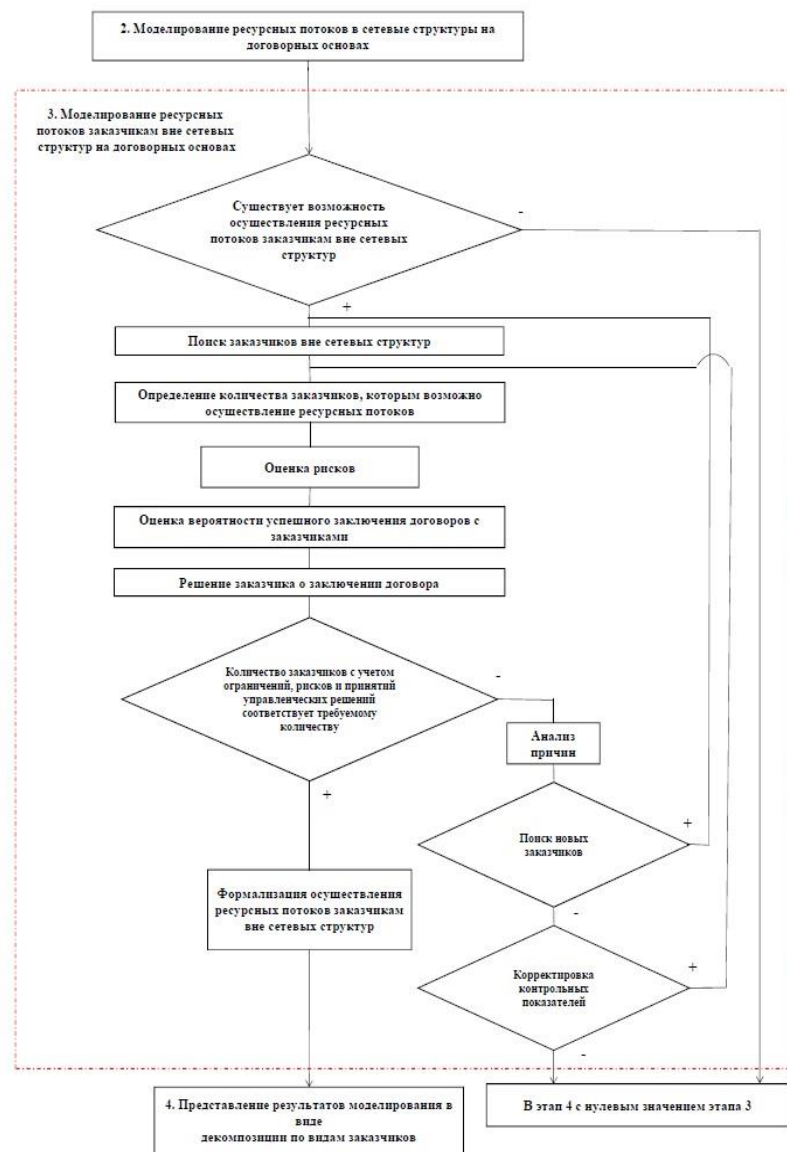 2. Моделирование ресурсных потоков в сетевые структуры на
договорных основах
3. Моделирование ресурсных
потоков заказчикам вне сетевых
структур на договорных основах
Существует возможность
осуществления ресурсных
потоков заказчикам вне сетевых
структур
-
+
Поиск заказчиков вне сетевых структур
Определение количества заказчиков, которым возможно
осуществление ресурсных потоков
Оценка рисков
Оценка вероятности успешного заключения договоров с
заказчиками
Решение заказчика о заключении договора
Количество заказчиков с учетом
ограничений, рисков и принятий
управленческих решений
соответствует требуемому
количеству
-
+
Анализ
причин
Поиск новых
заказчиков
+
-
Формализация осуществления
ресурсных потоков заказчикам
вне сетевых структур
Корректировка
контрольных
показателей
+
-
4. Представление результатов моделирования в
виде
декомпозиции по видам заказчиков
В этап 4 с нулевым значением этапа 3